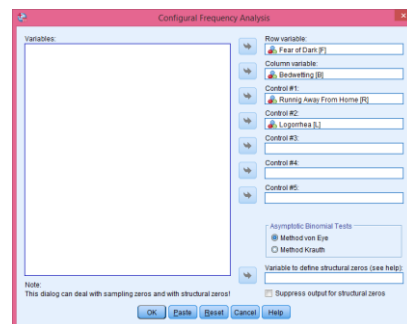 Configural Frequency Analysis
Variables:
Row variable:
Fear of Dark [F]
Column variable:
Bedwetting [B]
Control #1:
Runnig Away From Home [R]
Control #2:
Logorrhea [L]
Control #3:
Control #4:
Control #5:
Asymptotic Binomial Tests
Method von Eye
Method Krauth
Variable to define structural zeros (see help):
Note:
This dialog can deal with sampling zeros and with structural zeros!
Suppress output for structural zeros
OK Paste Reset Cancel Help